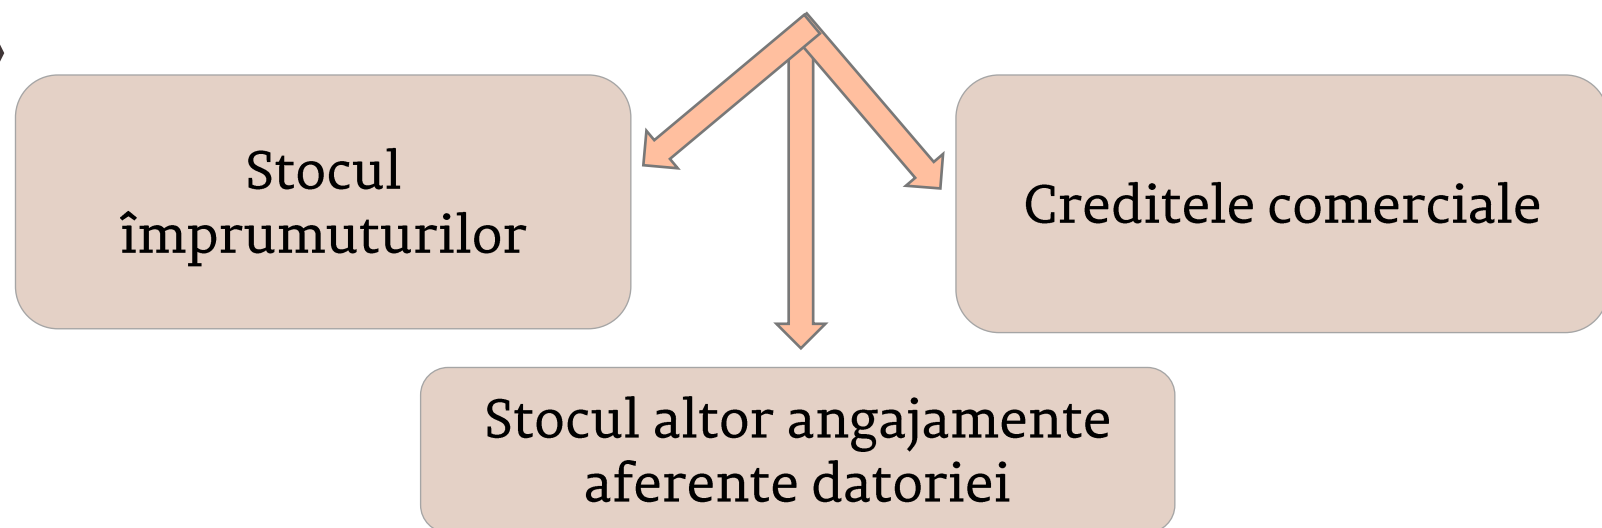 Stocul
împrumuturilor
Creditele comerciale
Stocul altor angajamente
aferente datoriei